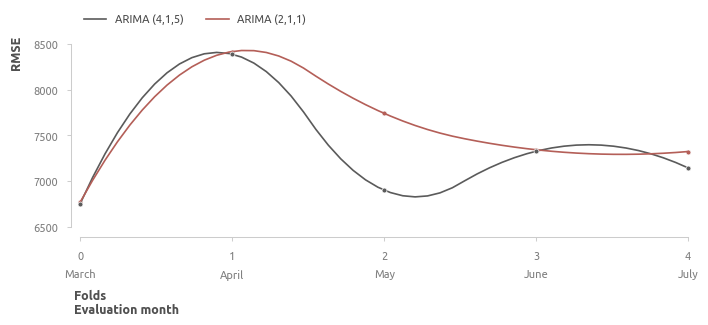 ARIMA (4,1,5) ARIMA (2,1,1)
RMSE
8500
8000
7500
7000
6500
0 1 2 3 4
March April May June July
Folds
Evaluation month